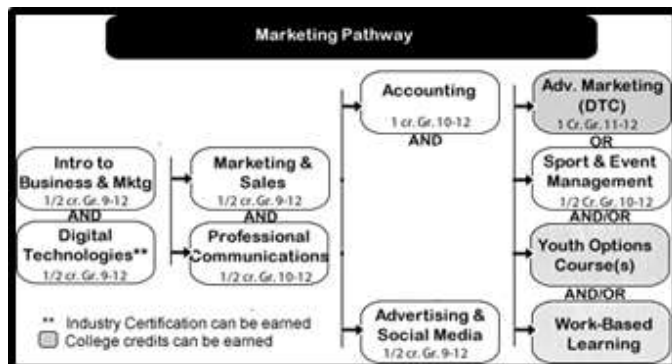 Marketing Pathway
Intro to
Business & Mktg
1/2 cr. Gr. 9-12
AND
Digital
Technologies**
1/2 cr. Gr. 9-12
Marketing &
Sales
1/2 cr. Gr. 9-12
AND
Professional
Communications
1/2 cr. Gr. 10-12
Accounting
1 cr. Gr. 10-12
AND
Advertising &
Social Media
1/2 cr. Gr. 9-12
Adv. Marketing
(DTC)
1 Cr. Gr. 11-12
OR
Sport & Event
Management
1/2 Cr. Gr. 10-12
AND/OR
Youth Options
Course(s)
AND/OR
Work-Based
Learning
** Industry Certification can be earned
College credits can be earned